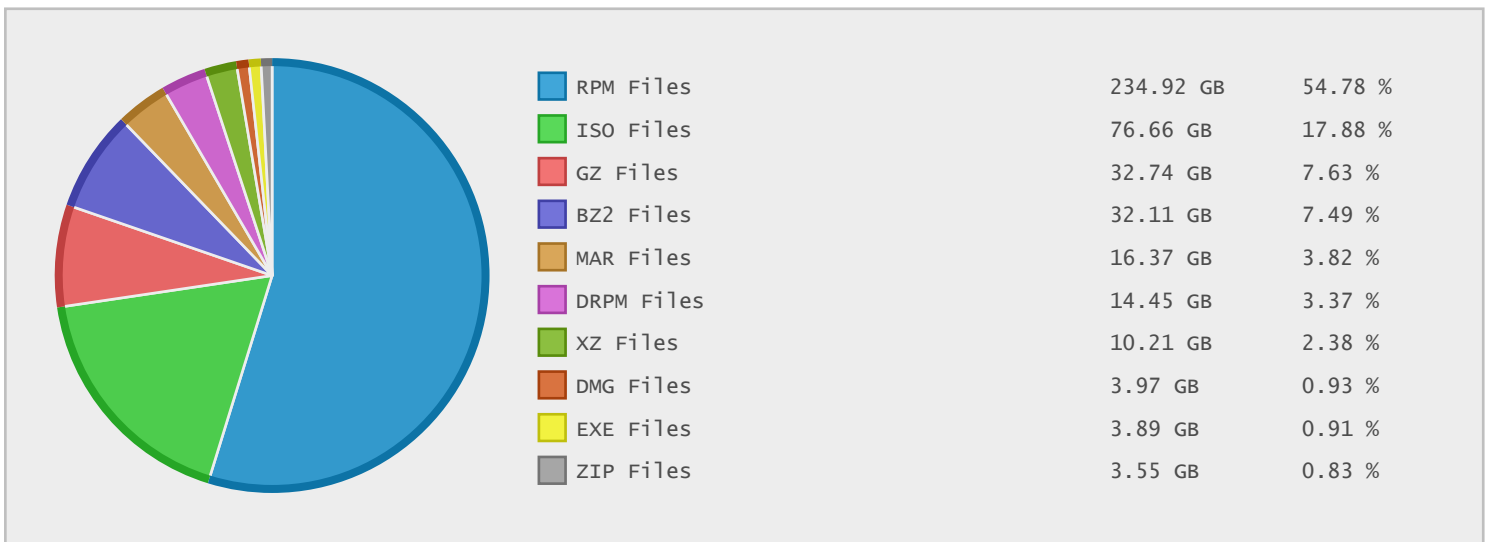 RPM Files 234.92 GB 54.78 %
ISO Files 76.66 GB 17.88 %
GZ Files 32.74 GB 7.63 %
BZ2 Files 32.11 GB 7.49 %
MAR Files 16.37 GB 3.82 %
DRPM Files 14.45 GB 3.37 %
XZ Files 10.21 GB 2.38 %
DMG Files 3.97 GB 0.93 %
EXE Files 3.89 GB 0.91 %
ZIP Files 3.55 GB 0.83 %